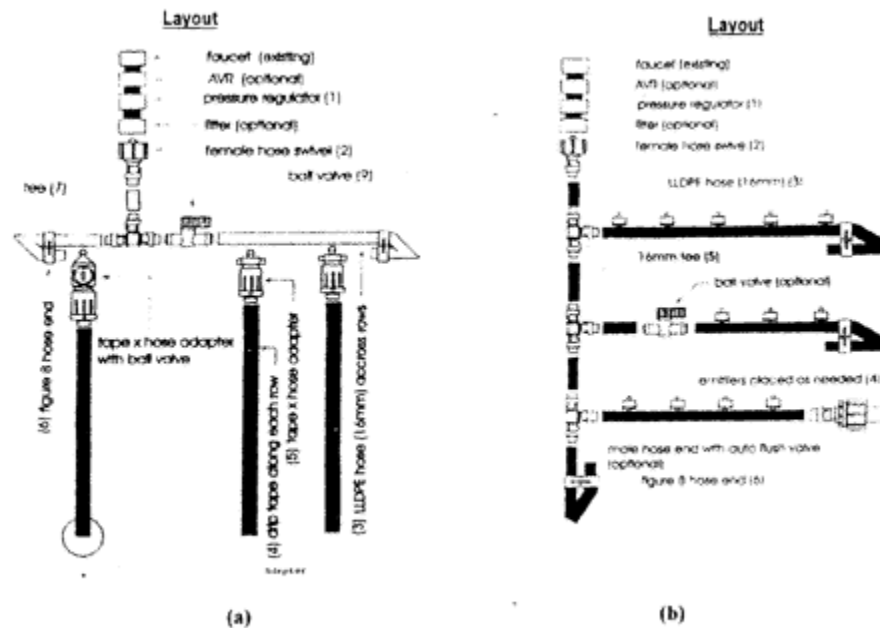 Layout
faucet (existing)
AVR (optional)
pressure regulator (1)
filter (optional)
female hose swivel (2)
ball valve (9)
tee (7)
tape x hose adapter
with ball valve
(6) figure 8 hose end
(4) drip tape along each row
(5) tape x hose adapter
(3) LLDPE hose (16mm) accross rows
(a)
Layout
faucet (existing)
AVR (optional)
pressure regulator (1)
filter (optional)
female hose swivel (2)
LLDPE hose (16mm) (3)
16mm tee (5)
ball valve (optional)
emitters placed as needed (4)
male hose end with auto flush valve
(optional)
figure 8 hose end (6)
(b)